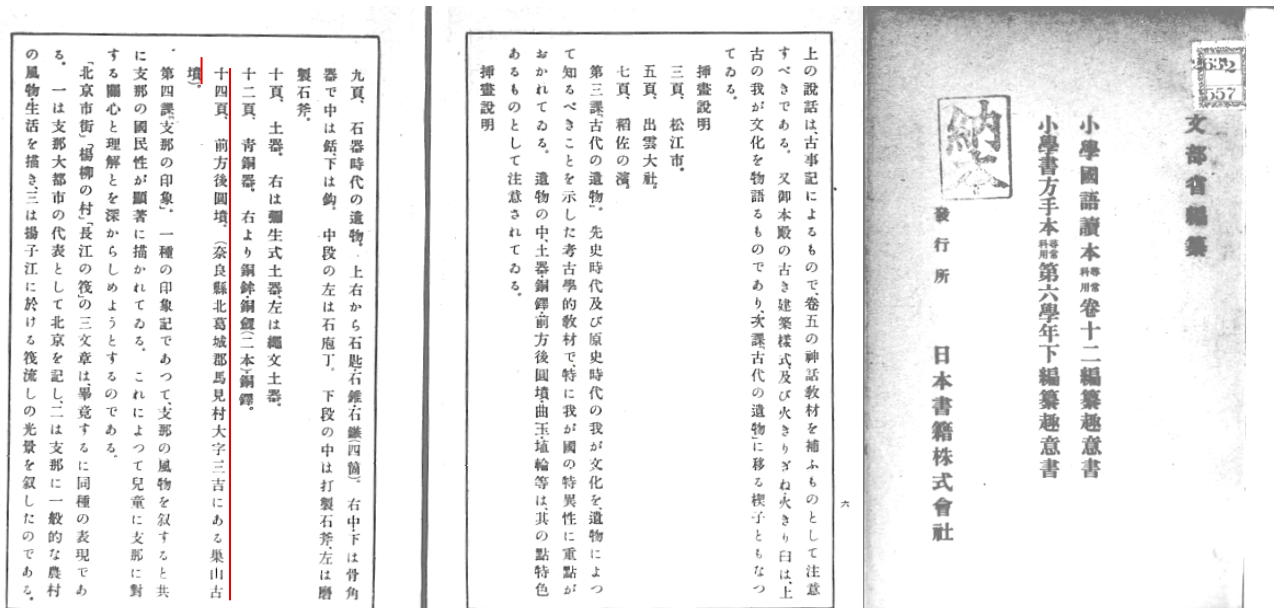 文部省編纂
小學國語讀本尋常科用卷十二編纂趣意書
小學書方手本尋常科用第六學年下編纂趣意書
發行所　日本書籍株式會社
納本
2632
557
上の說話は、古事記によるもので、卷五の神話敎材を補ふものとして注意
すべきである。又御本殿の古き建築樣式、及び火きりぎね・火きり臼は、上
古の我が文化を物語るものであり、次課「古代の遺物」に移る楔子ともなつ
てゐる。
揷畫說明
三頁、松江市。
五頁、出雲大社。
七頁、稻佐の濱。
第三課「古代の遺物」。先史時代及び原史時代の我が文化を、遺物によつ
て知るべきことを示した考古學的敎材で、特に我が國の特異性に重點が
おかれてゐる。遺物の中、土器・銅鐸・前方後圓墳・曲玉・埴輪等は、其の點特色
あるものとして注意されてゐる。
揷畫說明
六
九頁、石器時代の遺物。上右から石匙・石錐・石鏃(四箇)。右中・下は骨角
器で中は銛、下は鈎。中段の左は石庖丁。下段の中は打製石斧、左は磨
製石斧。
十頁、土器。右は彌生式土器、左は繩文土器。
十二頁、靑銅器。右より銅鉾・銅劒(二本)・銅鐸。
十四頁、前方後圓墳。(奈良縣北葛城郡馬見村大字三吉にある巢山古
墳)。
第四課「支那の印象」。一種の印象記であつて、支那の風物を叙すると共
に支那の國民性が顯著に描かれてゐる。これによつて兒童に支那に對
する關心と理解とを深からしめようとするのである。
「北京市街」「楊柳の村」「長江の筏」の三文章は、畢竟するに同種の表現であ
る。一は支那大都市の代表として北京を記し、二は支那に一般的な農村
の風物・生活を描き、三は揚子江に於ける筏流しの光景を叙したのである。